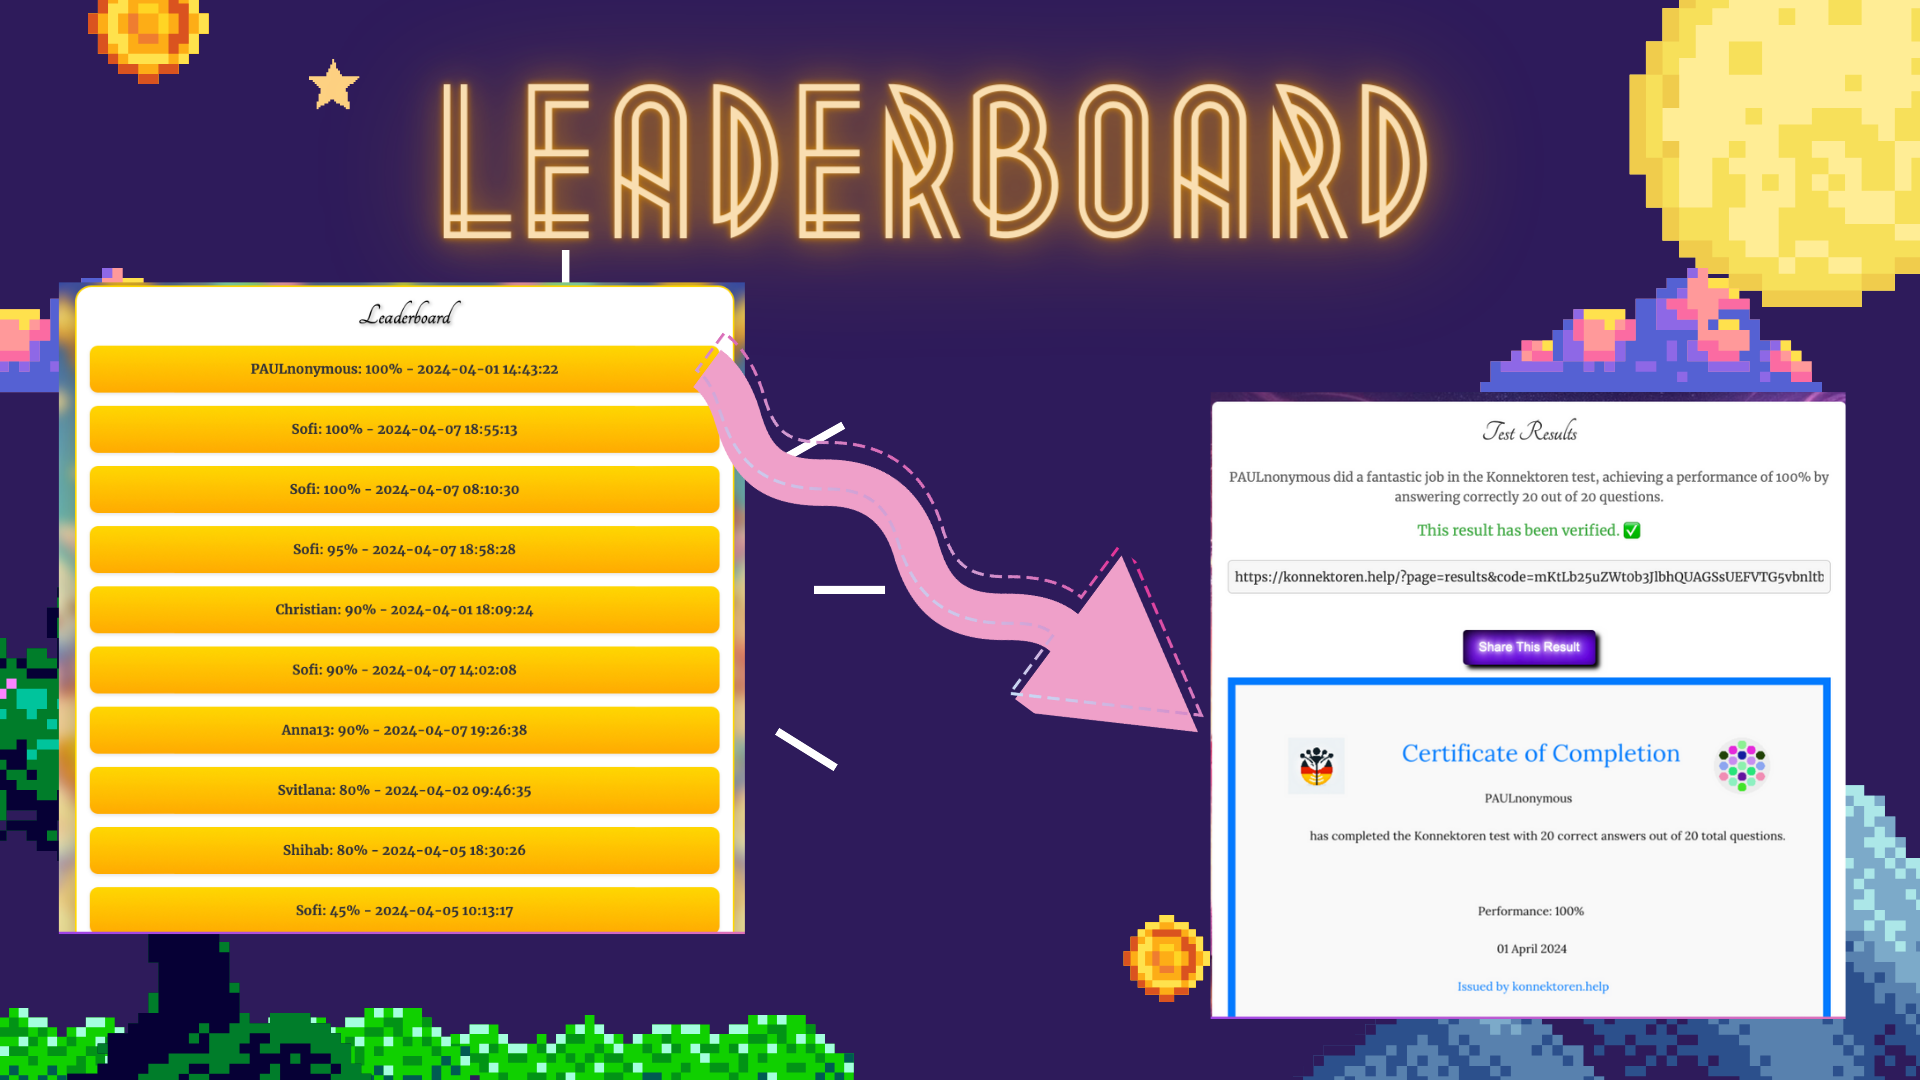 LEADERBOARD
Leaderboard
PAULnonymous: 100% - 2024-04-01 14:43:22
Sofi: 100% - 2024-04-07 18:55:13
Sofi: 100% - 2024-04-07 08:10:30
Sofi: 95% - 2024-04-07 18:58:28
Christian: 90% - 2024-04-01 18:09:24
Sofi: 90% - 2024-04-07 14:02:08
Anna13: 90% - 2024-04-07 19:26:38
Svitlana: 80% - 2024-04-02 09:46:35
Shihab: 80% - 2024-04-05 18:30:26
Sofi: 45% - 2024-04-05 10:13:17
Test Results
PAULnonymous did a fantastic job in the Konnektoren test, achieving a performance of 100% by
answering correctly 20 out of 20 questions.
This result has been verified. ✅
https://konnektoren.help/?page=results&code=mKtLb25uZWtob3JlbhQUAGSsUEFVTG5vbnltb
Share This Result
Certificate of Completion
PAULnonymous
has completed the Konnektoren test with 20 correct answers out of 20 total questions.
Performance: 100%
01 April 2024
Issued by konnektoren.help